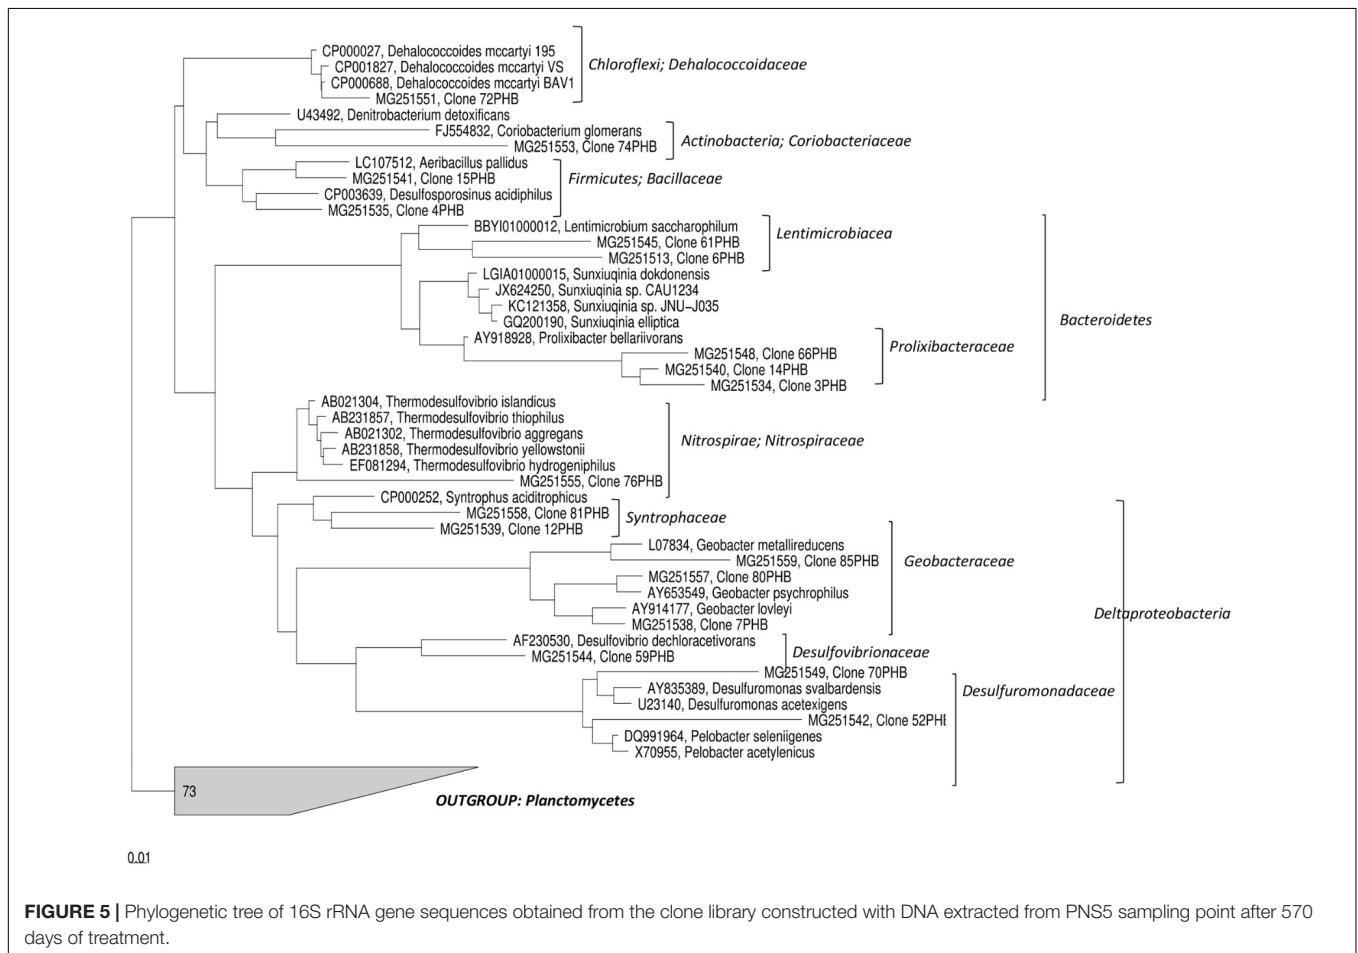 CP000027, Dehalococcoides mccartyi 195
CP001827, Dehalococcoides mccartyi VS
CP000688, Dehalococcoides mccartyi BAV1
MG251551, Clone 72PHB
Chloroflexi; Dehalococcoidaceae
U43492, Denitrobacterium detoxificans
FJ554832, Coriobacterium glomerans
MG251553, Clone 74PHB
Actinobacteria; Coriobacteriaceae
LC107512, Aeribacillus pallidus
MG251541, Clone 15PHB
CP003639, Desulfosporosinus acidiphilus
MG251535, Clone 4PHB
Firmicutes; Bacillaceae
BBYI01000012, Lentimicrobium saccharophilum
MG251545, Clone 61PHB
MG251513, Clone 6PHB
Lentimicrobiacea
LGIA01000015, Sunxiuqinia dokdonensis
JX624250, Sunxiuqinia sp. CAU1234
KC121358, Sunxiuqinia sp. JNU-J035
GQ200190, Sunxiuqinia elliptica
AY918928, Prolixibacter bellariivorans
MG251548, Clone 66PHB
MG251540, Clone 14PHB
MG251534, Clone 3PHB
Prolixibacteraceae
Bacteroidetes
AB021304, Thermodesulfovibrio islandicus
AB231857, Thermodesulfovibrio thiophilus
AB021302, Thermodesulfovibrio aggregans
AB231858, Thermodesulfovibrio yellowstonii
EF081294, Thermodesulfovibrio hydrogeniphilus
MG251555, Clone 76PHB
Nitrospirae; Nitrospiraceae
CP000252, Syntrophus aciditrophicus
MG251558, Clone 81PHB
MG251539, Clone 12PHB
Syntrophaceae
L07834, Geobacter metallireducens
MG251559, Clone 85PHB
MG251557, Clone 80PHB
AY653549, Geobacter psychrophilus
AY914177, Geobacter lovleyi
MG251538, Clone 7PHB
Geobacteraceae
AF230530, Desulfovibrio dechloracetivorans
MG251544, Clone 59PHB
Desulfovibrionaceae
MG251549, Clone 70PHB
AY835389, Desulfuromonas svalbardensis
U23140, Desulfuromonas acetexigens
MG251542, Clone 52PHB
DQ991964, Pelobacter seleniigenes
X70955, Pelobacter acetylenicus
Desulfuromonadaceae
Deltaproteobacteria
73
OUTGROUP: Planctomycetes
0.01
FIGURE 5 | Phylogenetic tree of 16S rRNA gene sequences obtained from the clone library constructed with DNA extracted from PNS5 sampling point after 570
days of treatment.